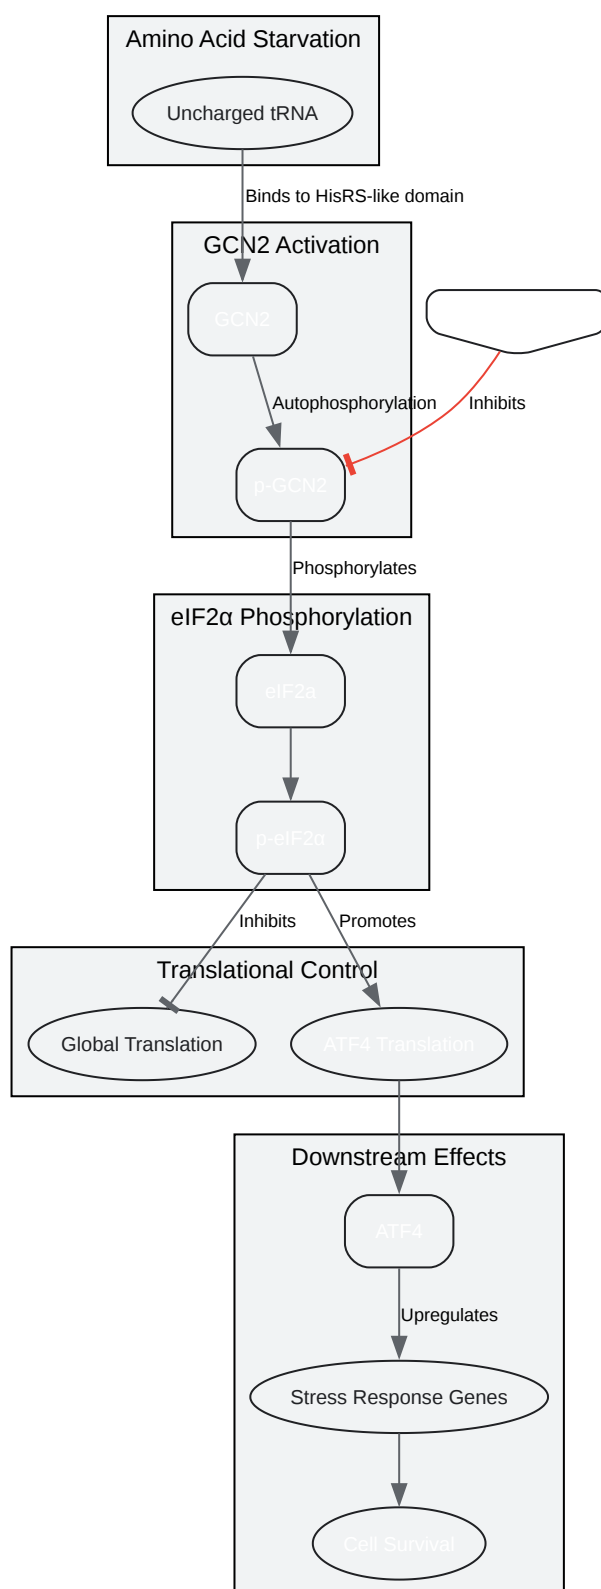 Amino Acid Starvation
Uncharged tRNA
Binds to HisRS-like domain
GCN2 Activation
GCN2
Autophosphorylation
Inhibits
p-GCN2
Phosphorylates
eIF2α Phosphorylation
eIF2a
p-eIF2α
Inhibits
Promotes
Translational Control
Global Translation
ATF4 Translation
Downstream Effects
ATF4
Upregulates
Stress Response Genes
Cell Survival